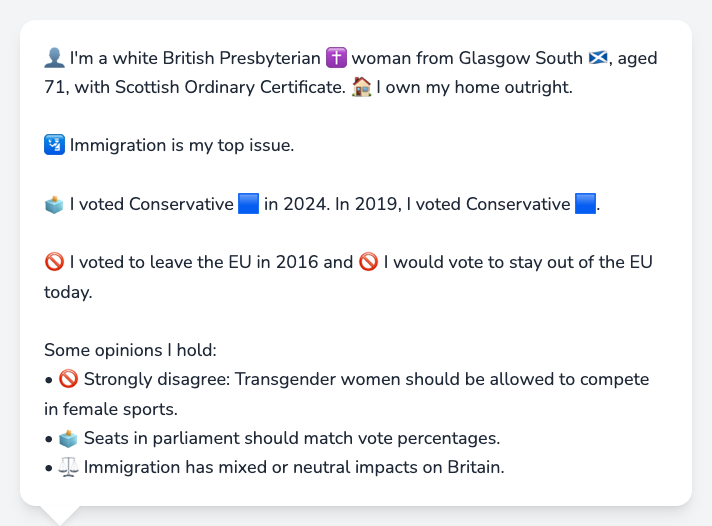 👤 I'm a white British Presbyterian ✝️ woman from Glasgow South 🏴󠁧󠁢󠁳󠁣󠁴󠁿, aged
71, with Scottish Ordinary Certificate. 🏠 I own my home outright.
🛂 Immigration is my top issue.
🗳️ I voted Conservative 🟦 in 2024. In 2019, I voted Conservative 🟦.
🚫 I voted to leave the EU in 2016 and 🚫 I would vote to stay out of the EU
today.
Some opinions I hold:
• 🚫 Strongly disagree: Transgender women should be allowed to compete
in female sports.
• 🗳️ Seats in parliament should match vote percentages.
• ⚖️ Immigration has mixed or neutral impacts on Britain.